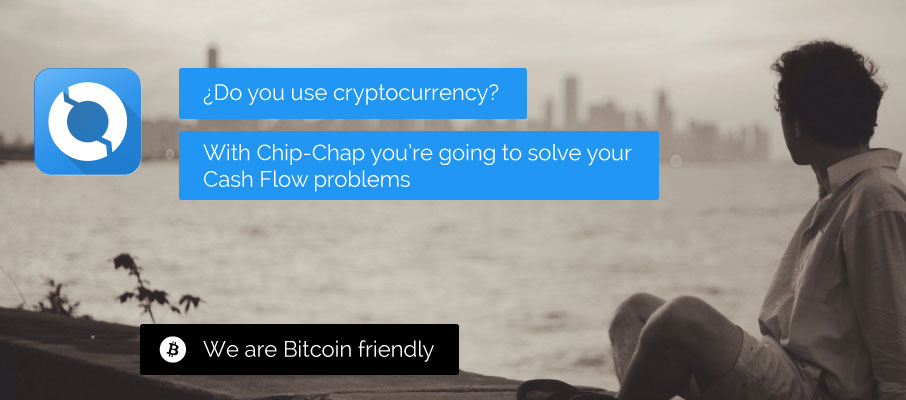 ¿Do you use cryptocurrency?
With Chip-Chap you're going to solve your
Cash Flow problems
We are Bitcoin friendly